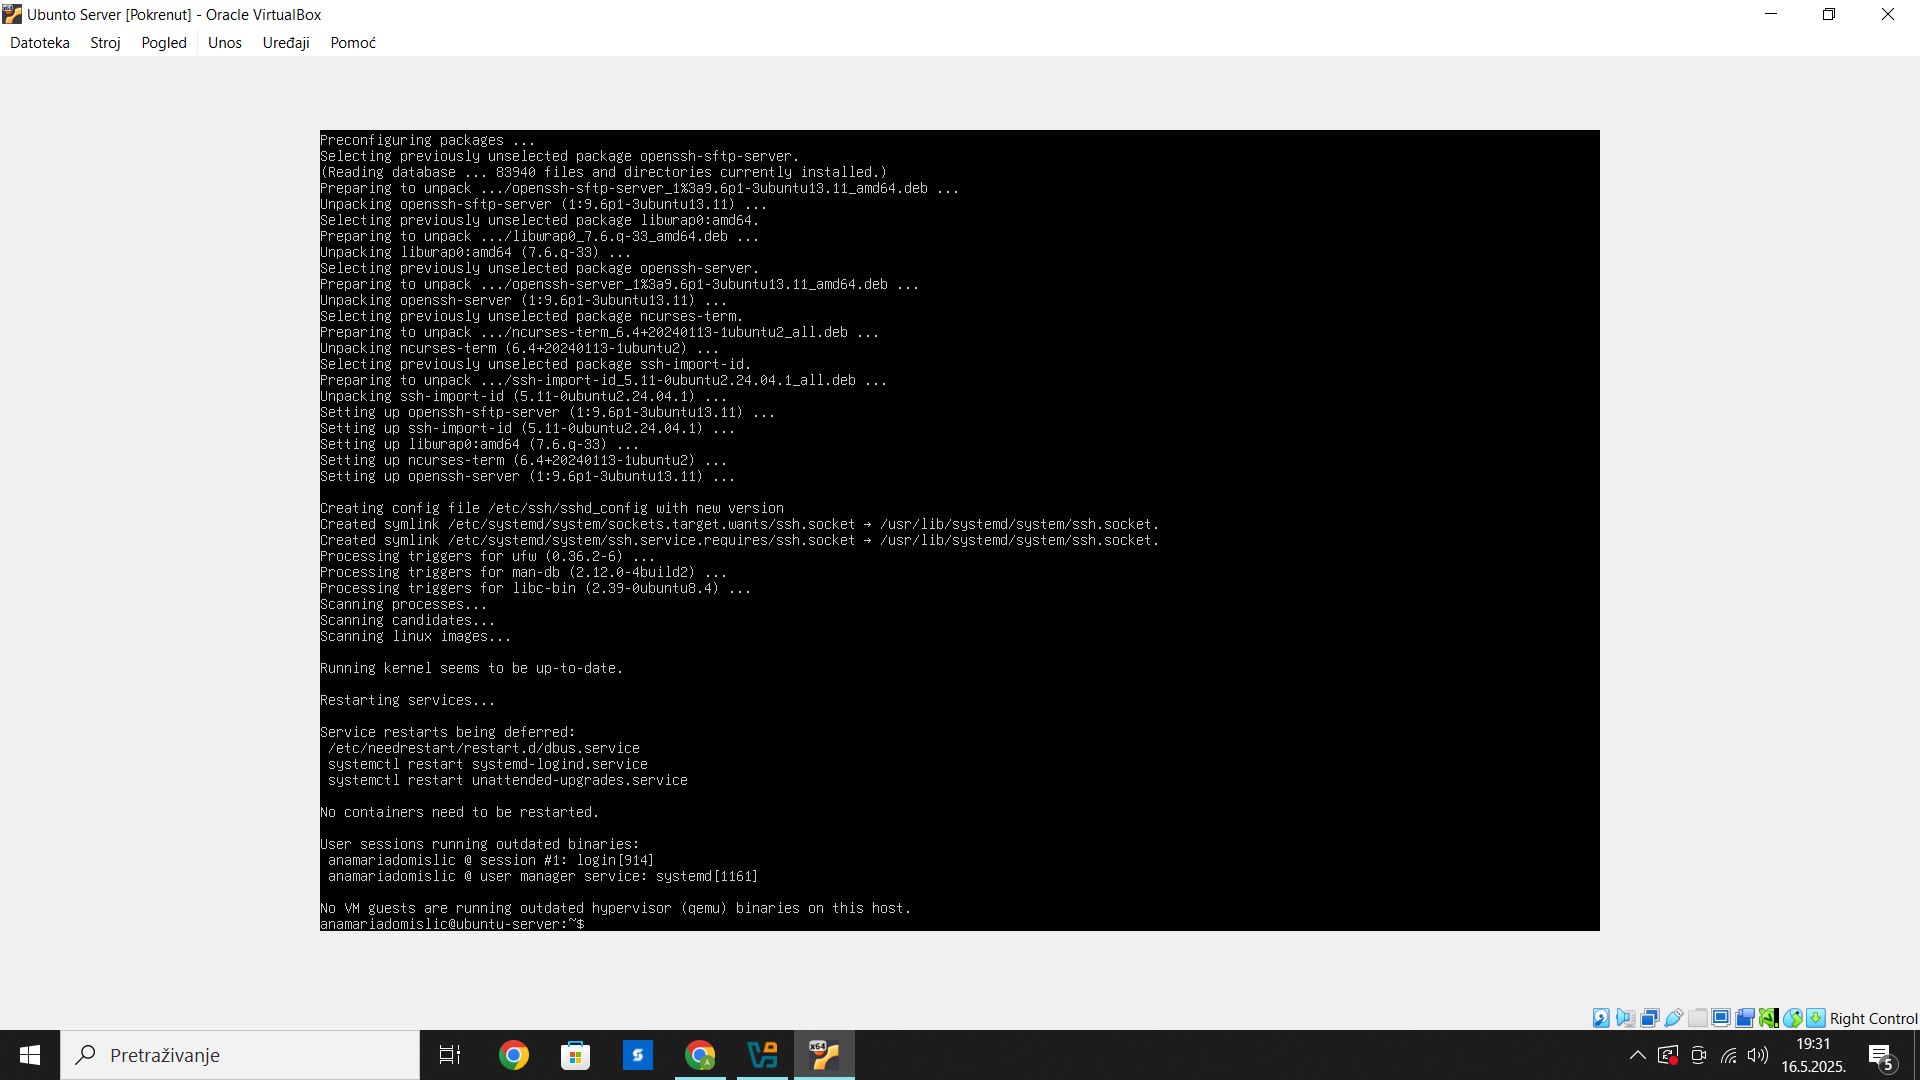 Ubunto Server [Pokrenut] - Oracle VirtualBox
Datoteka Stroj Pogled Unos Uređaji Pomoć
Preconfiguring packages ...
Selecting previously unselected package openssh-sftp-server.
(Reading database ... 83940 files and directories currently installed.)
Preparing to unpack .../openssh-sftp-server_1%3a9.6p1-3ubuntu13.11_amd64.deb ...
Unpacking openssh-sftp-server (1:9.6p1-3ubuntu13.11) ...
Selecting previously unselected package libwrap0:amd64.
Preparing to unpack .../libwrap0_7.6.q-33_amd64.deb ...
Unpacking libwrap0:amd64 (7.6.q-33) ...
Selecting previously unselected package openssh-server.
Preparing to unpack .../openssh-server_1%3a9.6p1-3ubuntu13.11_amd64.deb ...
Unpacking openssh-server (1:9.6p1-3ubuntu13.11) ...
Selecting previously unselected package ncurses-term.
Preparing to unpack .../ncurses-term_6.4+20240113-1ubuntu2_all.deb ...
Unpacking ncurses-term (6.4+20240113-1ubuntu2) ...
Selecting previously unselected package ssh-import-id.
Preparing to unpack .../ssh-import-id_5.11-0ubuntu2.24.04.1_all.deb ...
Unpacking ssh-import-id (5.11-0ubuntu2.24.04.1) ...
Setting up openssh-sftp-server (1:9.6p1-3ubuntu13.11) ...
Setting up ssh-import-id (5.11-0ubuntu2.24.04.1) ...
Setting up libwrap0:amd64 (7.6.q-33) ...
Setting up ncurses-term (6.4+20240113-1ubuntu2) ...
Setting up openssh-server (1:9.6p1-3ubuntu13.11) ...
Creating config file /etc/ssh/sshd_config with new version
Created symlink /etc/systemd/system/sockets.target.wants/ssh.socket → /usr/lib/systemd/system/ssh.socket.
Created symlink /etc/systemd/system/ssh.service.requires/ssh.socket → /usr/lib/systemd/system/ssh.socket.
Processing triggers for ufw (0.36.2-6) ...
Processing triggers for man-db (2.12.0-4build2) ...
Processing triggers for libc-bin (2.39-0ubuntu8.4) ...
Scanning processes...
Scanning candidates...
Scanning linux images...
Running kernel seems to be up-to-date.
Restarting services...
Service restarts being deferred:
/etc/needrestart/restart.d/dbus.service
systemctl restart systemd-logind.service
systemctl restart unattended-upgrades.service
No containers need to be restarted.
User sessions running outdated binaries:
anamariadomislic @ session #1: login[914]
anamariadomislic @ user manager service: systemd[1161]
No VM guests are running outdated hypervisor (qemu) binaries on this host.
anamariadomislic@ubuntu-server:~$
Right Control
Pretraživanje
x64
19:31
16.5.2025.
5